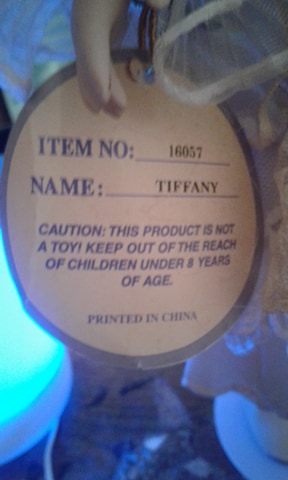 ITEM NO: 16057
NAME: TIFFANY
CAUTION: THIS PRODUCT IS NOT
A TOY! KEEP OUT OF THE REACH
OF CHILDREN UNDER 8 YEARS
OF AGE.
PRINTED IN CHINA